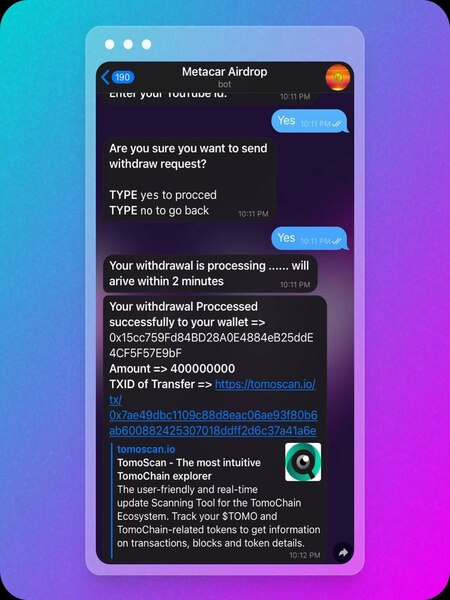 190
Metacar Airdrop
bot
Enter your YouTube id.
10:11 PM
Yes 10:11 PM
Are you sure you want to send
withdraw request?
TYPE yes to procced
TYPE no to go back
10:11 PM
Yes 10:11 PM
Your withdrawal is processing ...... will
arive within 2 minutes
10:11 PM
Your withdrawal Proccessed
successfully to your wallet =>
0x15cc759Fd84BD28A0E4884eB25ddE
4CF5F57E9bF
Amount => 400000000
TXID of Transfer => https://tomoscan.io/
tx/
0x7ae49dbc1109c88d8eac06ae93f80b6
ab600882425307018ddff2d6c37a41a6e
tomoscan.io
TomoScan - The most intuitive
TomoChain explorer
The user-friendly and real-time
update Scanning Tool for the TomoChain
Ecosystem. Track your $TOMO and
TomoChain-related tokens to get information
on transactions, blocks and token details.
10:12 PM